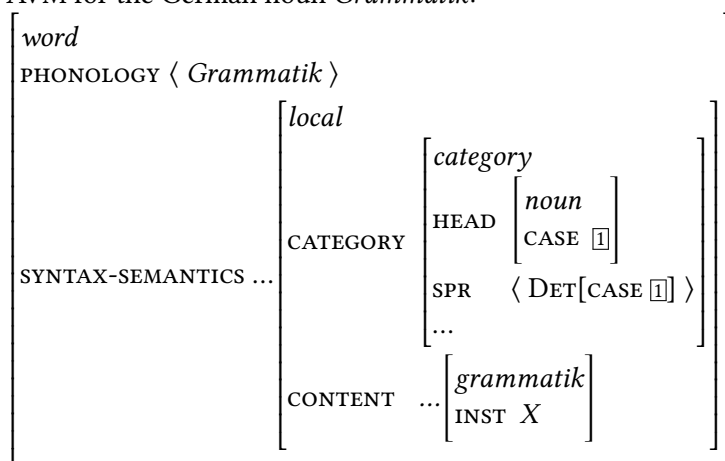 AVM for the German noun Grammatik:
word
PHONOLOGY ⟨ Grammatik ⟩
local
category
noun
HEAD
CASE 1
CATEGORY
SYNTAX-SEMANTICS ...
SPR ⟨ DET[CASE 1] ⟩
...
grammatik
CONTENT ...
INST X